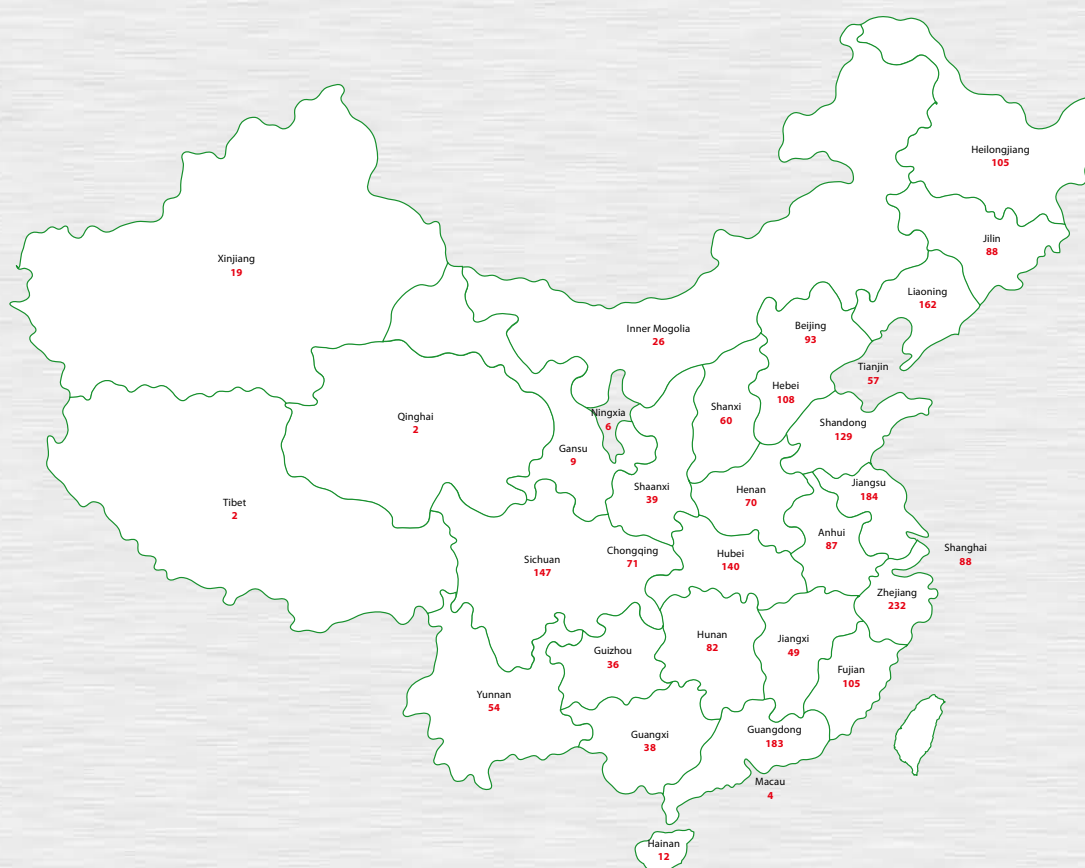 Heilongjiang
105
Jilin
88
Xinjiang
19
Liaoning
162
Inner Mogolia
26
Beijing
93
Tianjin
57
Hebei
108
Shanxi
60
Qinghai
2
Ningxia
6
Shandong
129
Gansu
9
Shaanxi
39
Henan
70
Jiangsu
184
Tibet
2
Anhui
87
Shanghai
88
Sichuan
147
Chongqing
71
Hubei
140
Zhejiang
232
Hunan
82
Jiangxi
49
Guizhou
36
Fujian
105
Yunnan
54
Guangxi
38
Guangdong
183
Macau
4
Hainan
12